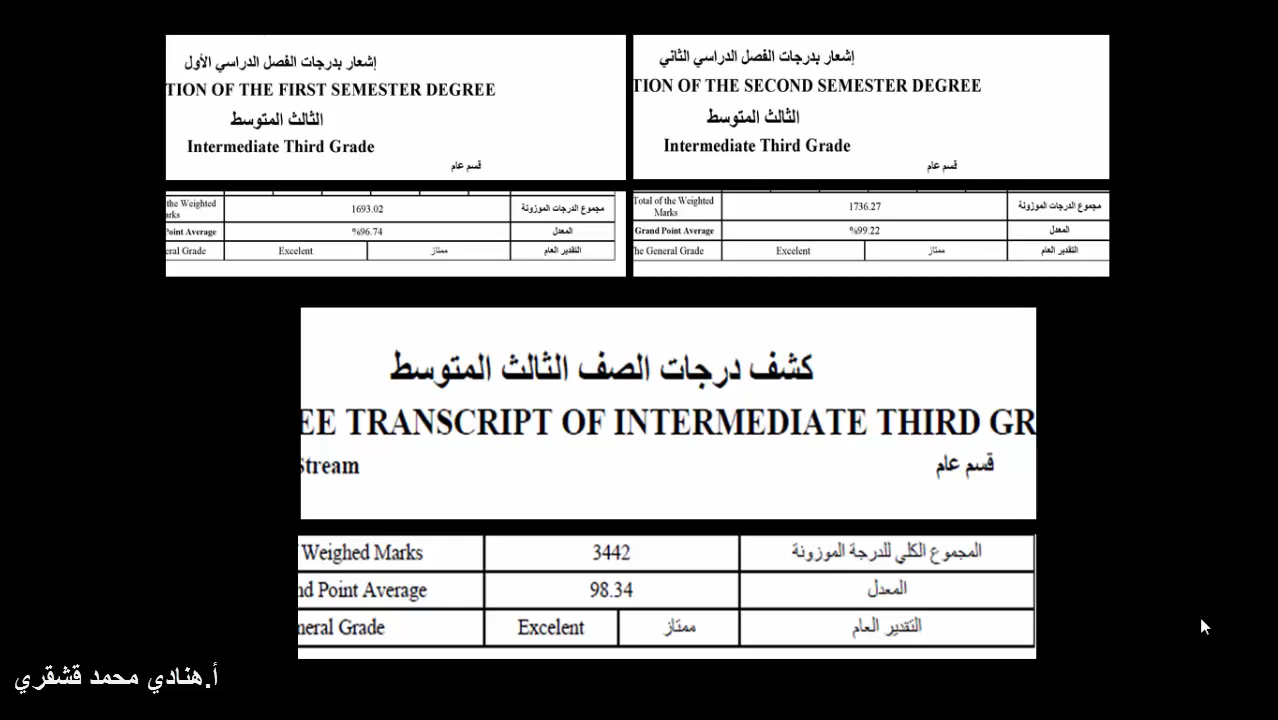 إشعار بدرجات الفصل الدراسي الأول
TION OF THE FIRST SEMESTER DEGREE
الثالث المتوسط
Intermediate Third Grade
قسم عام
the Weighted
arks
1693.02
مجموع الدرجات الموزونة
Point Average
%96.74
المعدل
eral Grade
Excelent
ممتاز
التقدير العام
إشعار بدرجات الفصل الدراسي الثاني
TION OF THE SECOND SEMESTER DEGREE
الثالث المتوسط
Intermediate Third Grade
قسم عام
Total of the Weighted
Marks
1736.27
مجموع الدرجات الموزونة
Grand Point Average
%99.22
المعدل
he General Grade
Excelent
ممتاز
التقدير العام
كشف درجات الصف الثالث المتوسط
EE TRANSCRIPT OF INTERMEDIATE THIRD GR
Stream
قسم عام
Weighed Marks
3442
المجموع الكلي للدرجة الموزونة
nd Point Average
98.34
المعدل
neral Grade
Excelent
ممتاز
التقدير العام
أ.هنادي محمد قشقري